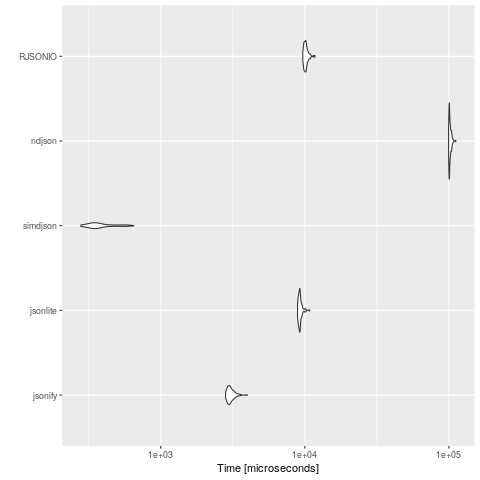 RJSONIO
ndjson
simdjson
jsonlite
jsonify
1e+03 1e+04 1e+05
Time [microseconds]